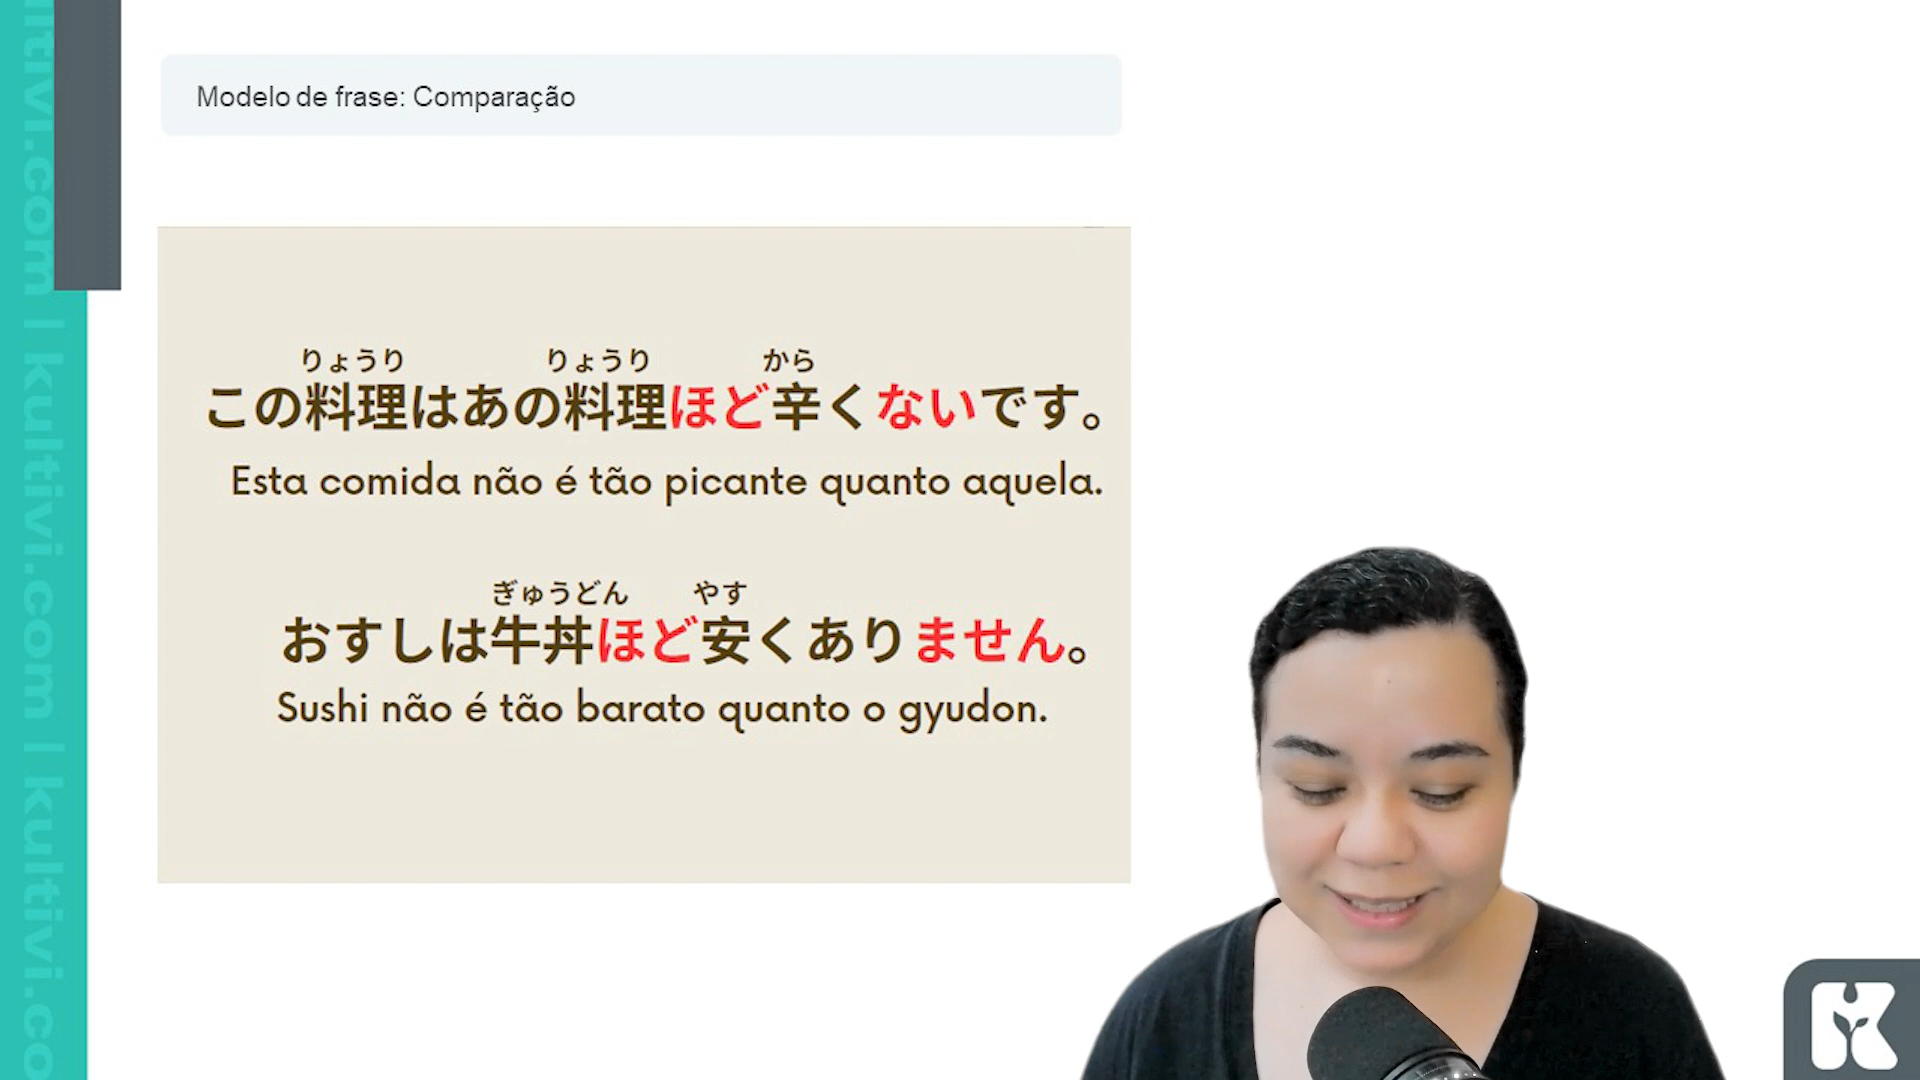 Modelo de frase: Comparação
りょうり りょうり から
この料理はあの料理ほど辛くないです。
Esta comida não é tão picante quanto aquela.
ぎゅうどん やす
おすしは牛丼ほど安くありません。
Sushi não é tão barato quanto o gyudon.
ultivi.com | kultivi.com | kultivi.co